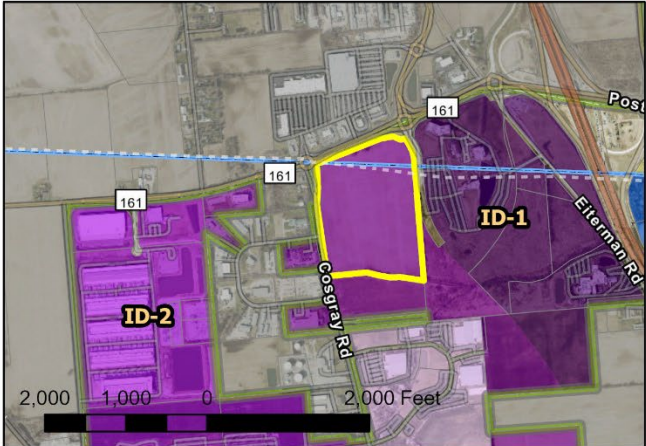 161
Post
161
161
ID-1
Eiterman Rd
Cosgray Rd
ID-2
2,000 1,000 0 2,000 Feet